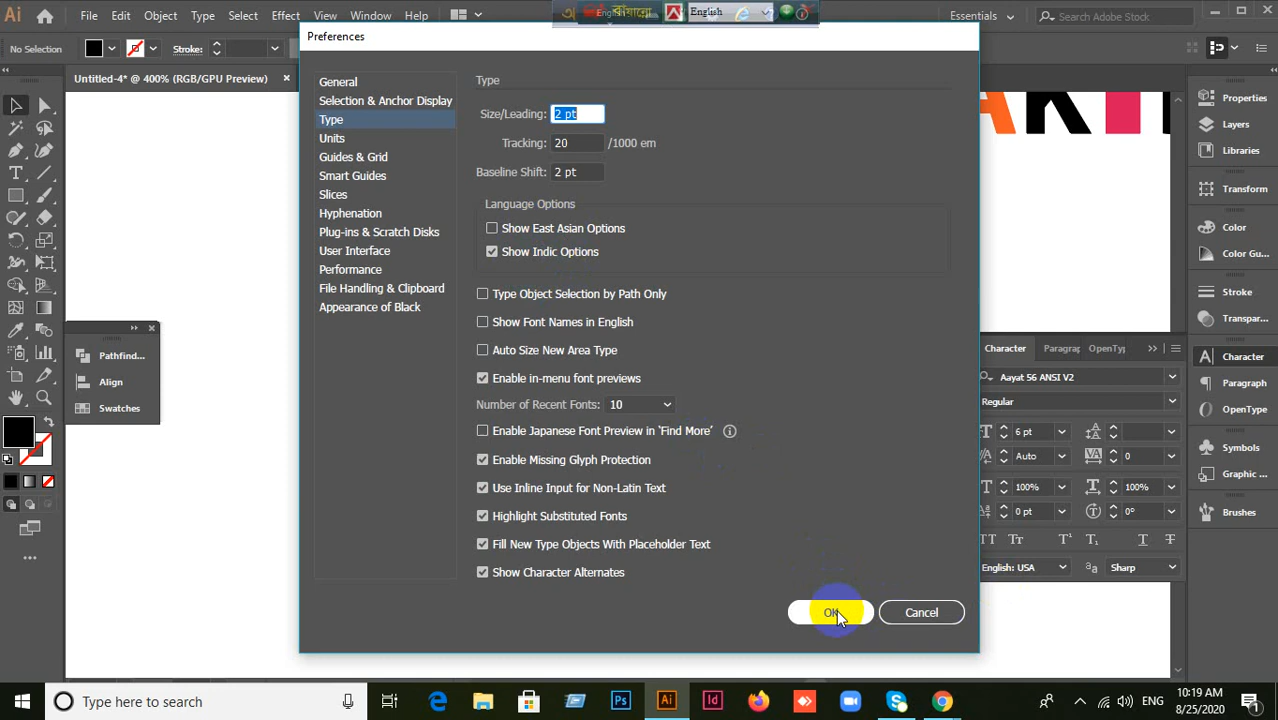 Ai File Edit Object Type Select Effect View Window Help
English English
Essentials Search Adobe Stock
Preferences
No Selection Stroke:
Untitled-4* @ 400% (RGB/GPU Preview)
General
Selection & Anchor Display
Type
Units
Guides & Grid
Smart Guides
Slices
Hyphenation
Plug-ins & Scratch Disks
User Interface
Performance
File Handling & Clipboard
Appearance of Black
Type
Size/Leading: 2 pt
Tracking: 20 /1000 em
Baseline Shift: 2 pt
Language Options
Show East Asian Options
Show Indic Options
Type Object Selection by Path Only
Show Font Names in English
Auto Size New Area Type
Enable in-menu font previews
Number of Recent Fonts: 10
Enable Japanese Font Preview in 'Find More'
Enable Missing Glyph Protection
Use Inline Input for Non-Latin Text
Highlight Substituted Fonts
Fill New Type Objects With Placeholder Text
Show Character Alternates
OK Cancel
Pathfind...
Align
Swatches
Properties
Layers
Libraries
Transform
Color
Color Gu...
Stroke
Transpar...
Character
Paragraph
OpenType
Symbols
Graphic ...
Brushes
Character Paragrap OpenTyp
Aayat 56 ANSI V2
Regular
6 pt
Auto 0
100% 100%
0 pt 0°
English: USA Sharp
Type here to search
Ps Ai Id
ENG 10:19 AM
8/25/2020
1